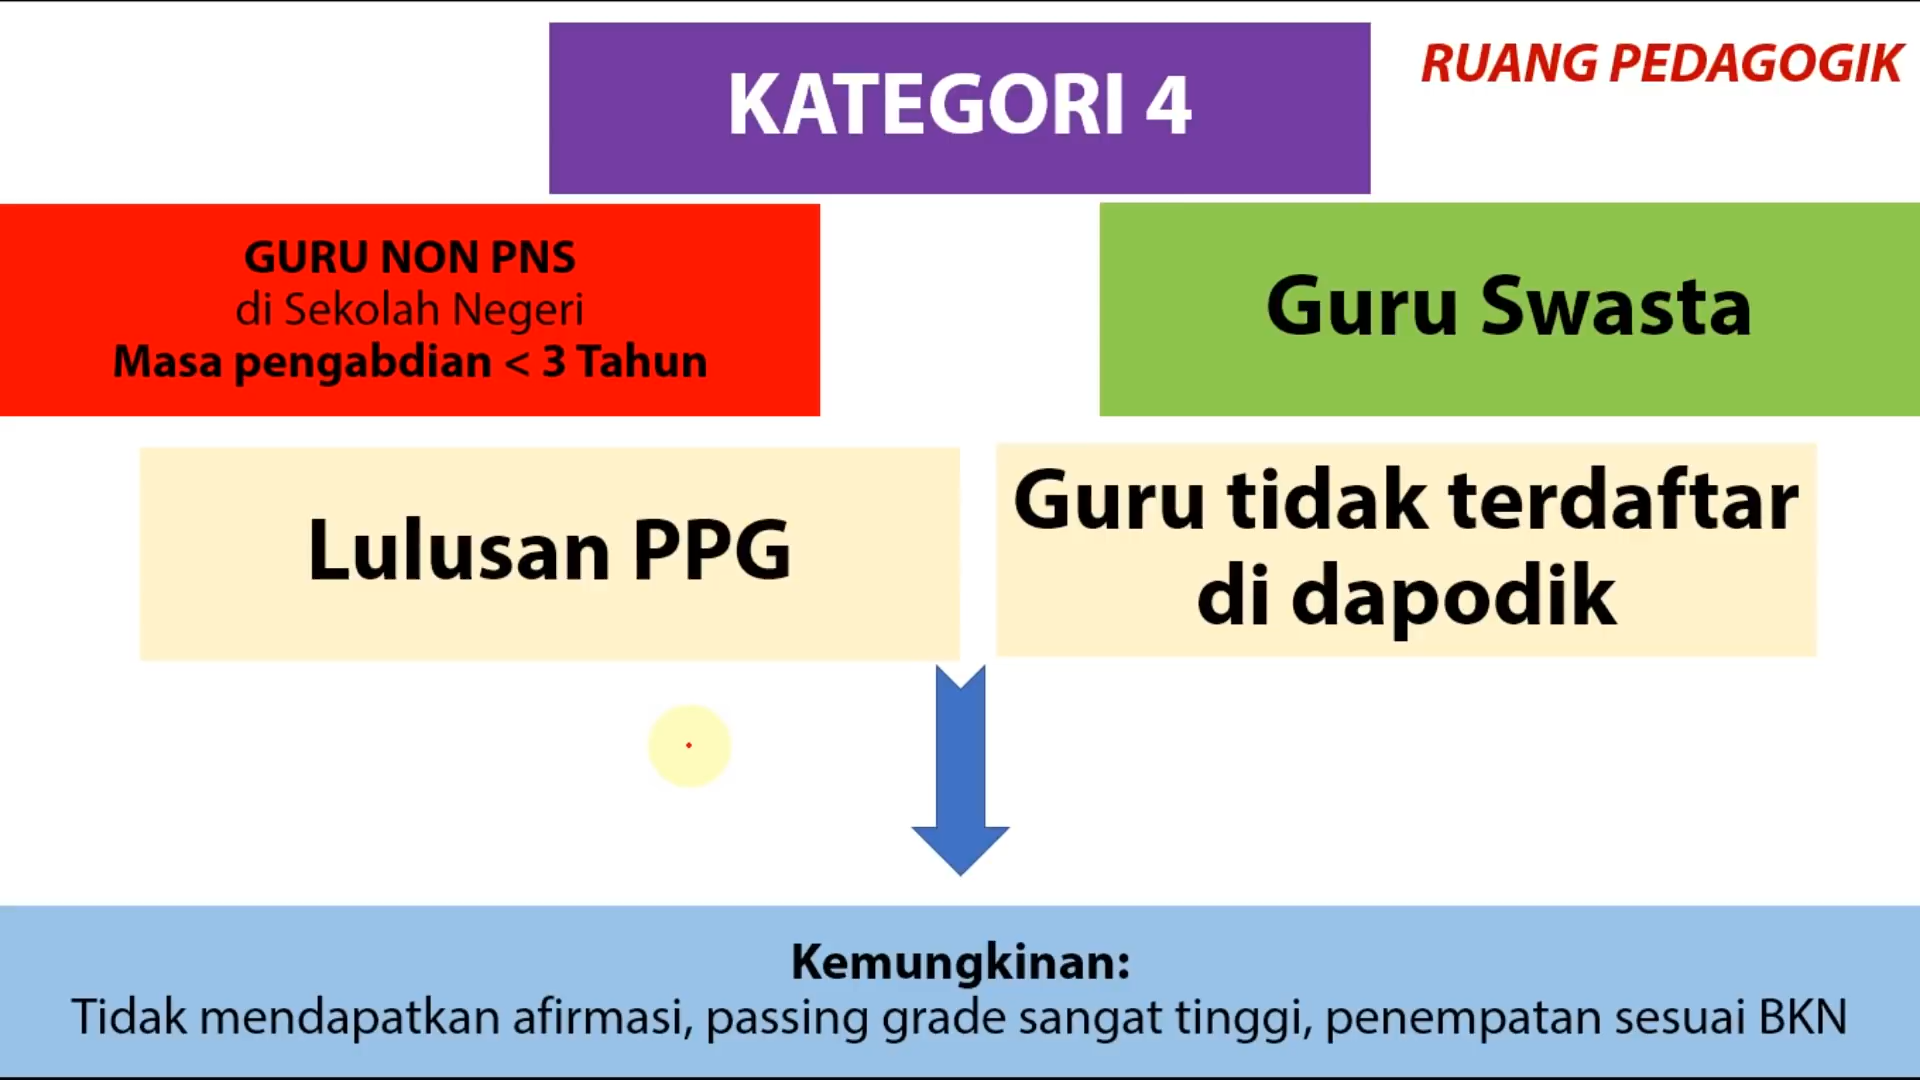 KATEGORI 4
RUANG PEDAGOGIK
GURU NON PNS
di Sekolah Negeri
Masa pengabdian < 3 Tahun
Guru Swasta
Lulusan PPG
Guru tidak terdaftar
di dapodik
Kemungkinan:
Tidak mendapatkan afirmasi, passing grade sangat tinggi, penempatan sesuai BKN